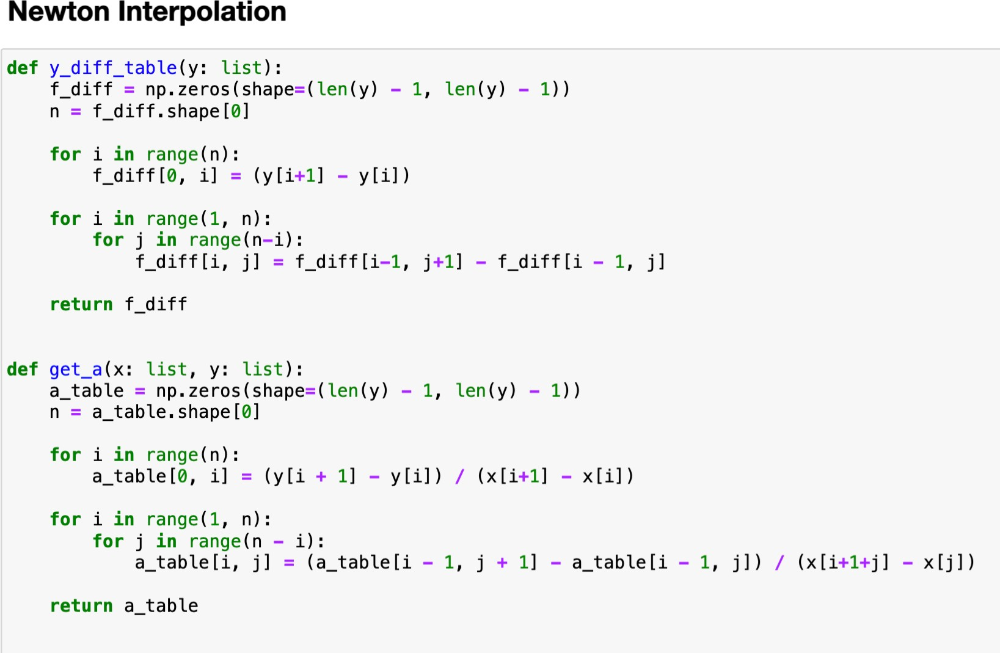 Newton Interpolation
def y_diff_table(y: list):
    f_diff = np.zeros(shape=(len(y) - 1, len(y) - 1))
    n = f_diff.shape[0]
    for i in range(n):
        f_diff[0, i] = (y[i+1] - y[i])
    for i in range(1, n):
        for j in range(n-i):
            f_diff[i, j] = f_diff[i-1, j+1] - f_diff[i - 1, j]
    return f_diff
def get_a(x: list, y: list):
    a_table = np.zeros(shape=(len(y) - 1, len(y) - 1))
    n = a_table.shape[0]
    for i in range(n):
        a_table[0, i] = (y[i + 1] - y[i]) / (x[i+1] - x[i])
    for i in range(1, n):
        for j in range(n - i):
            a_table[i, j] = (a_table[i - 1, j + 1] - a_table[i - 1, j]) / (x[i+1+j] - x[j])
    return a_table